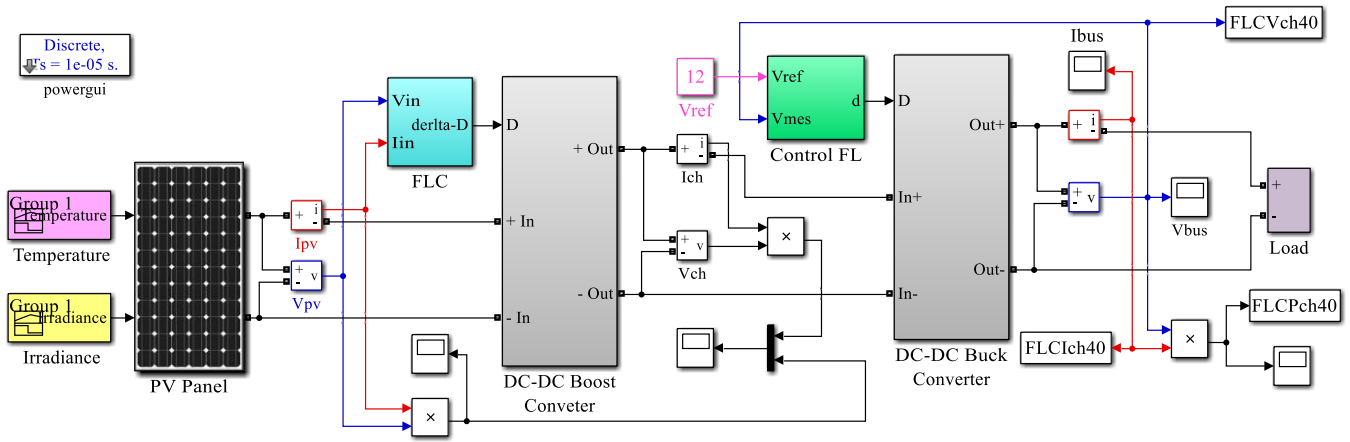 Discrete,
Ts = 1e-05 s.
powergui
Group 1
Temperature
Temperature
Group 1
Irradiance
Irradiance
PV Panel
+
i
-
Ipv
+
-
v
Vpv
Vin
Iin
derlta-D
FLC
D
+ In
- In
+ Out
- Out
DC-DC Boost
Conveter
×
+
i
-
Ich
+
-
v
Vch
×
12
Vref
Vref
Vmes
d
Control FL
D
In+
In-
Out+
Out-
DC-DC Buck
Converter
FLCVch40
Ibus
+
i
-
+
-
v
Vbus
+
-
Load
FLCIch40
×
FLCPch40